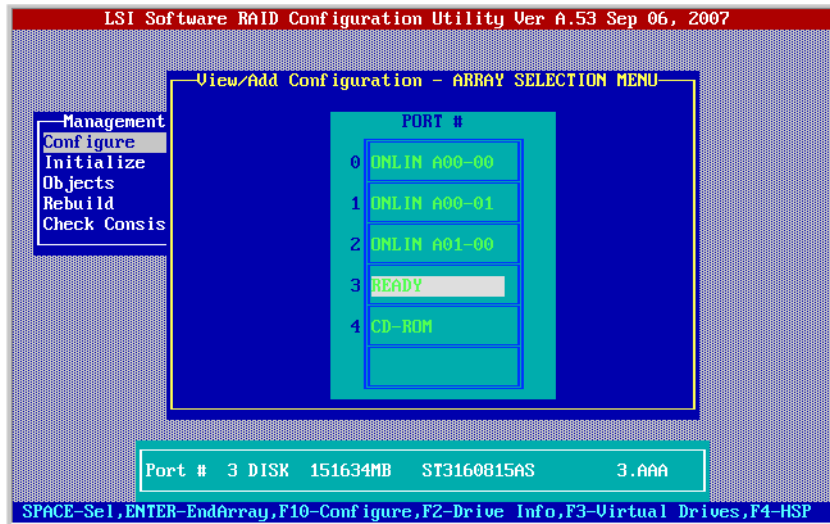 LSI Software RAID Configuration Utility Ver A.53 Sep 06, 2007
View/Add Configuration - ARRAY SELECTION MENU
Management
Configure
Initialize
Objects
Rebuild
Check Consis
PORT #
0 ONLIN A00-00
1 ONLIN A00-01
2 ONLIN A01-00
3 READY
4 CD-ROM
Port # 3 DISK 151634MB ST3160815AS 3.AAA
SPACE-Sel,ENTER-EndArray,F10-Configure,F2-Drive Info,F3-Virtual Drives,F4-HSP